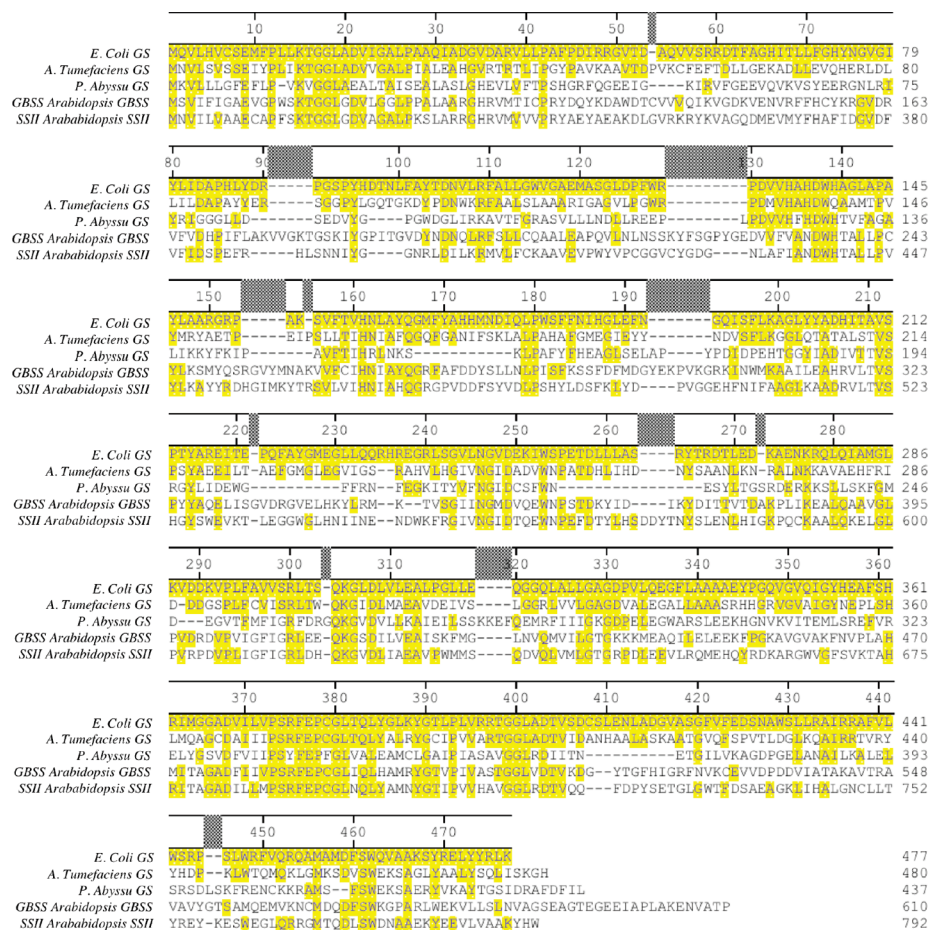 10 20 30 40 50 60 70
E. Coli GS MQVLHVCSEMFPLLKTGGLADVIGALPAAQIADGVDARVLLPAFPDIRRGVTD-AQVVSRRDTFAGHITLLFGHYNGVGI 79
A. Tumefaciens GS MNVLSVSSEIYPLIKTGGLADVVGALPIALEAHGVRTRTLIPGYPAVKAAVTDPVKCFEFTDLLGEKADLLEVQHERLDL 80
P. Abyssu GS MKVLLLGFEFLP-VKVGGLAEALTAISEALASLGHEVLVFTPSHGRFQGEEIG----KIRVFGEEVQVKVSYEERGNLRI 75
GBSS Arabidopsis GBSS MSVIFIGAEVGPWSKTGGLGDVLGGLPPALAARGHRVMTICPRYDQYKDAWDTCVVVQIKVGDKVENVRFFHCYKRGVDR 163
SSII Arababidopsis SSII MNVILVAAECAPFSKTGGLGDVAGALPKSLARRGHRVMVVVPRYAEYAEAKDLGVRKRYKVAGQDMEVMYFHAFIDGVDF 380
80 90 100 110 120 130 140
E. Coli GS YLIDAPHLYDR-----PGSPYHDTNLFAYTDNVLRFALLGWVGAEMASGLDPFWR---------PDVVHAHDWHAGLAPA 145
A. Tumefaciens GS LILDAPAYYER-----SGGPYLGQTGKDYPDNWKRFAALSLAAARIGAGVLPGWR---------PDMVHAHDWQAAMTPV 146
P. Abyssu GS YRIGGGLLD-------SEDVYG---PGWDGLIRKAVTFGRASVLLLNDLLREEP----------LPDVVHFHDWHTVFAGA 136
GBSS Arabidopsis GBSS VFVDHPIFLAKVVGKTGSKIYGPITGVDYNDNQLRFSLLCQAALEAPQVLNLNSSKYFSGPYGEDVVFVANDWHTALLPC 243
SSII Arababidopsis SSII VFIDSPEFR------HLSNNIYG----GNRLDILKRMVLFCKAAVEVPWYVPCGGVCYGDG----NLAFIANDWHTALLPV 447
150 160 170 180 190 200 210
E. Coli GS YLAARGRP-----AK-SVFTVHNLAYQGMFYAHHMNDIQLPWSFFNIHGLEFN-------GQISFLKAGLYYADHITAVS 212
A. Tumefaciens GS YMRYAETP-----EIPSLLTIHNIAFQGQFGANIFSKLALPAHAFGMEGIEYY-------NDVSFLKGGLQTATALSTVS 214
P. Abyssu GS LIKKYFKIP-------AVFTIHRLNKS--------KLPAFYFHEAGLSELAP------YPDIDPEHTGGYIADIVTTVS 194
GBSS Arabidopsis GBSS YLKSMYQSRGVYMNAKVVFCIHNIAYQGRFAFDDYSLLNLPISFKSSFDFMDGYEKPVKGRKINWMKAAILEAHRVLTVS 323
SSII Arababidopsis SSII YLKAYYRDHGIMKYTRSVLVIHNIAHQGRGPVDDFSYVDLPSHYLDSFKLYD------PVGGEHFNIFAAGLKAADRVLTVS 523
220 230 240 250 260 270 280
E. Coli GS PTYAREITE-PQFAYGMEGLLQQRHREGRLSGVLNGVDEKIWSPETDLLLAS----RYTRDTLED-KAENKRQLQIAMGL 286
A. Tumefaciens GS PSYAEEILT-AEFGMGLEGVIGS--RAHVLHGIVNGIDADVWNPATDHLIHD----NYSAANLKN-RALNKKAVAEHFRI 286
P. Abyssu GS RGYLIDEWG---------FFRN--FEGKITYVFNGIDCSFWN------------ESYLTGSRDERKKSLLSKFGM 246
GBSS Arabidopsis GBSS PYYAQELISGVDRGVELHKYLRM--K--TVSGIINGMDVQEWNPSTDKYID----IKYDITTVTDAKPLIKEALQAAVGL 395
SSII Arababidopsis SSII HGYSWEVKT-LEGGWGLHNIINE--NDWKFRGIVNGIDTQEWNPEFDTYLHSDDYTNYSLENLHIGKPQCKAALQKELGL 600
290 300 310 320 330 340 350 360
E. Coli GS KVDDKVPLFAVVSRLTS-QKGLDLVLEALPGLLE----QGGQLALLGAGDPVLQEGFLAAAAEYPGQVGVQIGYHEAFSH 361
A. Tumefaciens GS D-DDGSPLFCVISRLTW-QKGIDLMAEAVDEIVS----LGGRLVVLGAGDVALEGALLAAASRHHGRVGVAIGYNEPLSH 360
P. Abyssu GS D---EGVTFMFIGRFDRGQKGVDVLLKAIEILSSKKEFQEMRFIIIGKGDPELEGWARSLEEKHGNVKVITEMLSREFVR 323
GBSS Arabidopsis GBSS PVDRDVPVIGFIGRLEE-QKGSDILVEAISKFMG----LNVQMVILGTGKKKMEAQILELEEKFPGKAVGVAKFNVPLAH 470
SSII Arababidopsis SSII PVRPDVPLIGFIGRLDH-QKGVDLIAEAVPWMMS----QDVQLVMLGTGRPDLEEVLRQMEHQYRDKARGWVGFSVKTAH 675
370 380 390 400 410 420 430 440
E. Coli GS RIMGGADVILVPSRFEPCGLTQLYGLKYGTLPLVRRTGGLADTVSDCSLENLADGVASGFVFEDSNAWSLLRAIRRAFVL 441
A. Tumefaciens GS LMQAGCDAIIIPSRFEPCGLTQLYALRYGCIPVVARTGGLADTVIDANHAALASKAATGVQFSPVTLDGLKQAIRRTVRY 440
P. Abyssu GS ELYGSVDFVIIPSYFEPFGLVALEAMCLGAIPIASAVGGLRDIITN-------ETGILVKAGDPGELANAILKALEL 393
GBSS Arabidopsis GBSS MITAGADFIIVPSRFEPCGLIQLHAMRYGTVPIVASTGGLVDTVKDG--YTGFHIGRFNVKCEVVDPDDVIATAKAVTRA 548
SSII Arababidopsis SSII RITAGADILLMPSRFEPCGLNQLYAMNYGTIPVVHAVGGLRDTVQQ---FDPYSETGLGWTFDSAEAGKLIHALGNCLLT 752
450 460 470
E. Coli GS WSRP--SLWRFVQRQAMAMDFSWQVAAKSYRELYYRLK 477
A. Tumefaciens GS YHDP-KLWTQMQKLGMKSDVSWEKSAGLYAALYSQLISKGH 480
P. Abyssu GS SRSDLSKFRENCKKRAMS--FSWEKSAERYVKAYTGSIDRAFDFIL 437
GBSS Arabidopsis GBSS VAVYGTSAMQEMVKNCMDQDFSWKGPARLWEKVLLSLNVAGSEAGTEGEEIAPLAKENVATP 610
SSII Arababidopsis SSII YREY-KESWEGLQRRGMTQDLSWDNAAEKYEEVLVAAKYHW 792